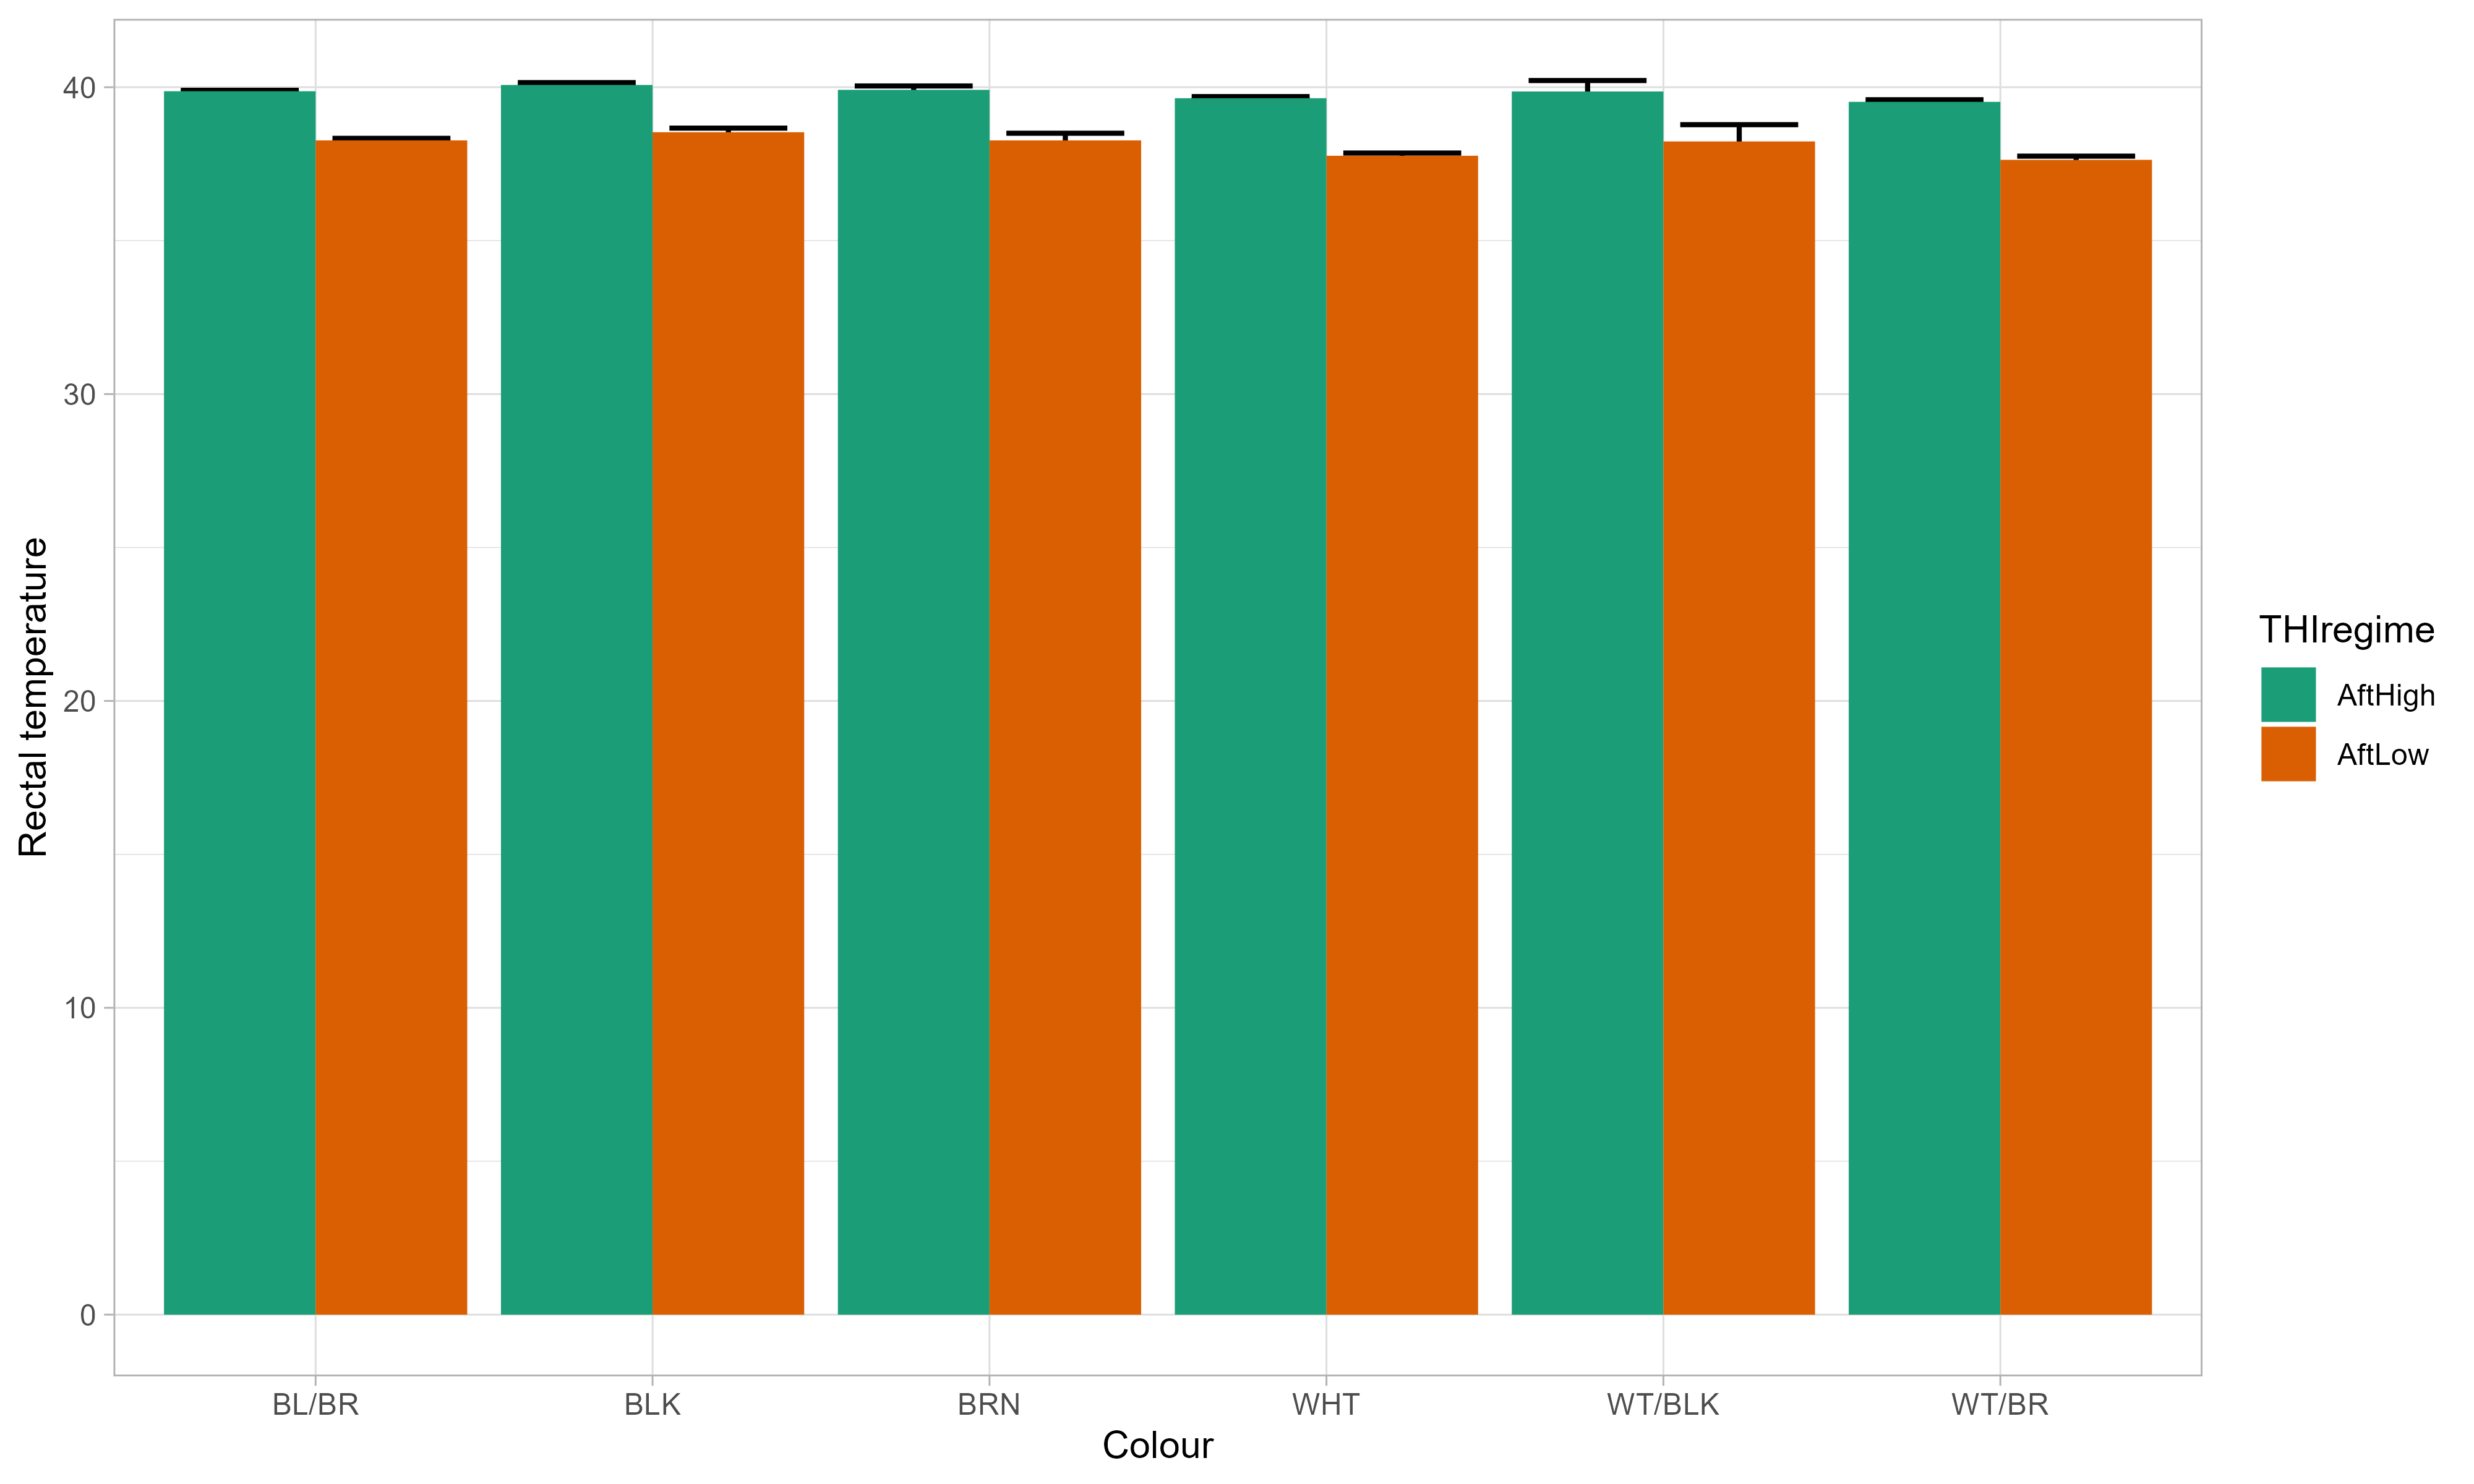 40
30
20
10
0
Rectal temperature
BL/BR BLK BRN WHT WT/BLK WT/BR
Colour
THIregime
AftHigh
AftLow